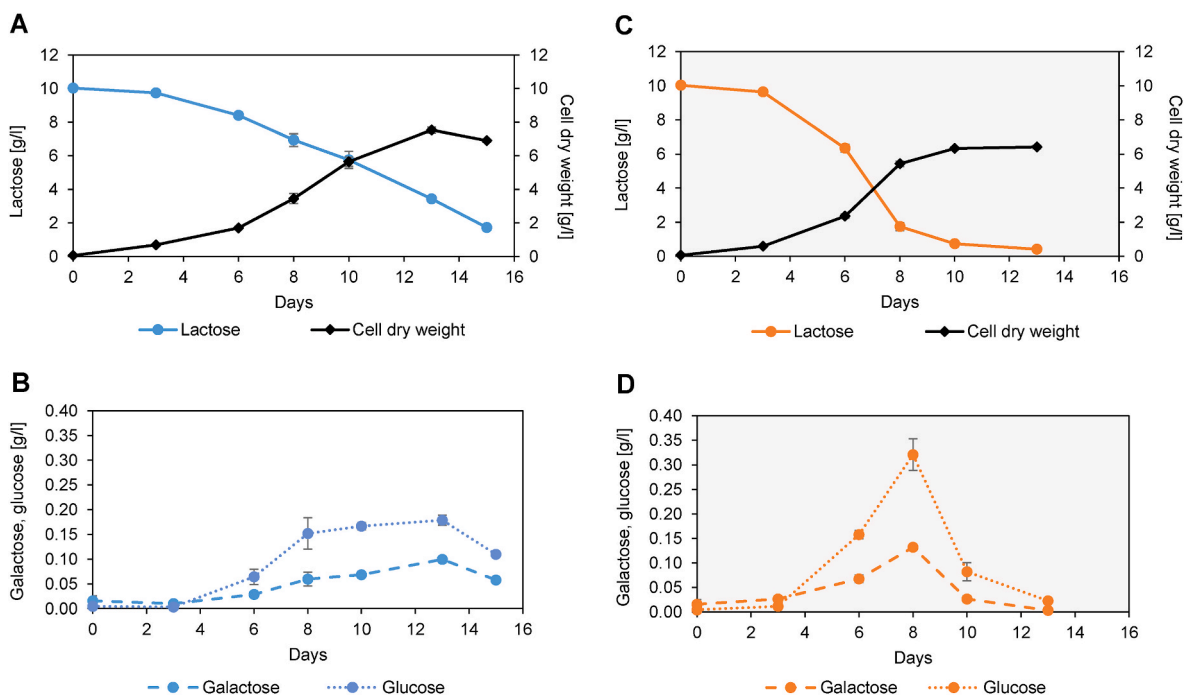 A
12
10
8
6
4
2
0
Lactose [g/l]
12
10
8
6
4
2
0
Cell dry weight [g/l]
0 2 4 6 8 10 12 14 16
Days
Lactose Cell dry weight
C
12
10
8
6
4
2
0
Lactose [g/l]
12
10
8
6
4
2
0
Cell dry weight [g/l]
0 2 4 6 8 10 12 14 16
Days
Lactose Cell dry weight
B
0.40
0.35
0.30
0.25
0.20
0.15
0.10
0.05
0.00
Galactose, glucose [g/l]
0 2 4 6 8 10 12 14 16
Days
Galactose Glucose
D
0.40
0.35
0.30
0.25
0.20
0.15
0.10
0.05
0.00
Galactose, glucose [g/l]
0 2 4 6 8 10 12 14 16
Days
Galactose Glucose